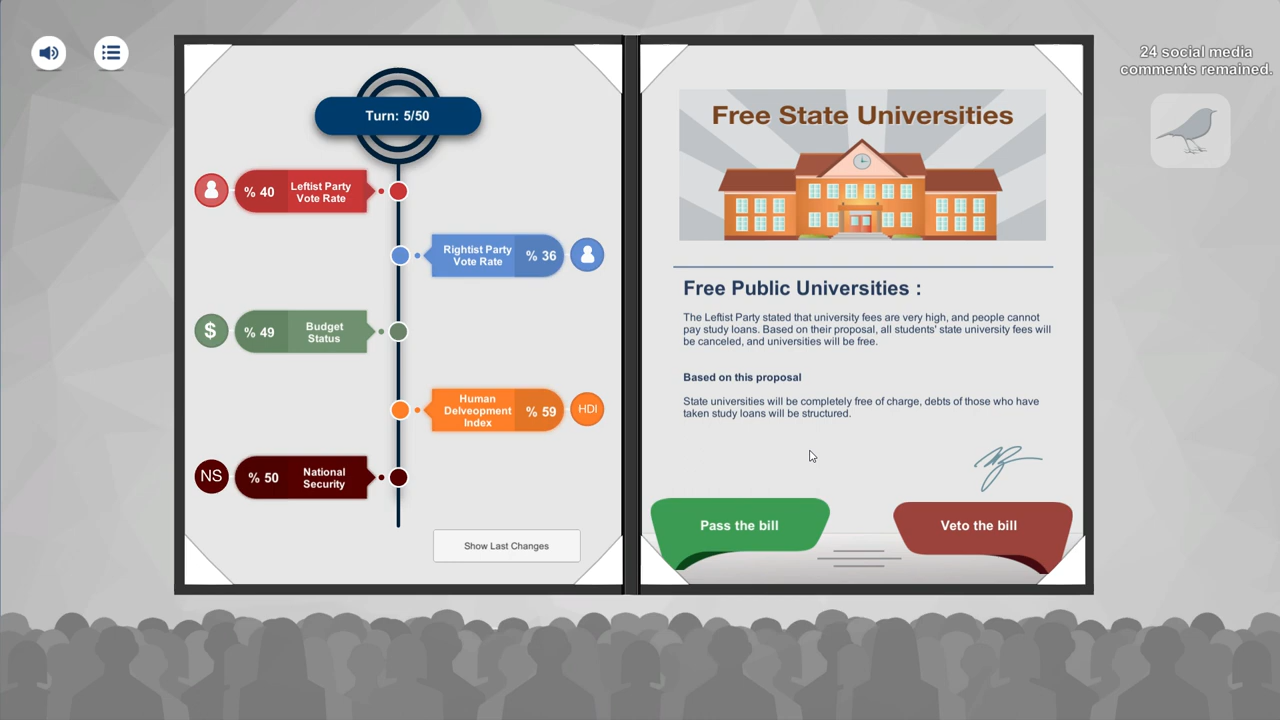 24 social media
comments remained.
Turn: 5/50
% 40
Leftist Party
Vote Rate
Rightist Party
Vote Rate
% 36
$
% 49
Budget
Status
Human
Delveopment
Index
% 59
HDI
NS
% 50
National
Security
Show Last Changes
Free State Universities
Free Public Universities :
The Leftist Party stated that university fees are very high, and people cannot
pay study loans. Based on their proposal, all students' state university fees will
be canceled, and universities will be free.
Based on this proposal
State universities will be completely free of charge, debts of those who have
taken study loans will be structured.
Pass the bill
Veto the bill